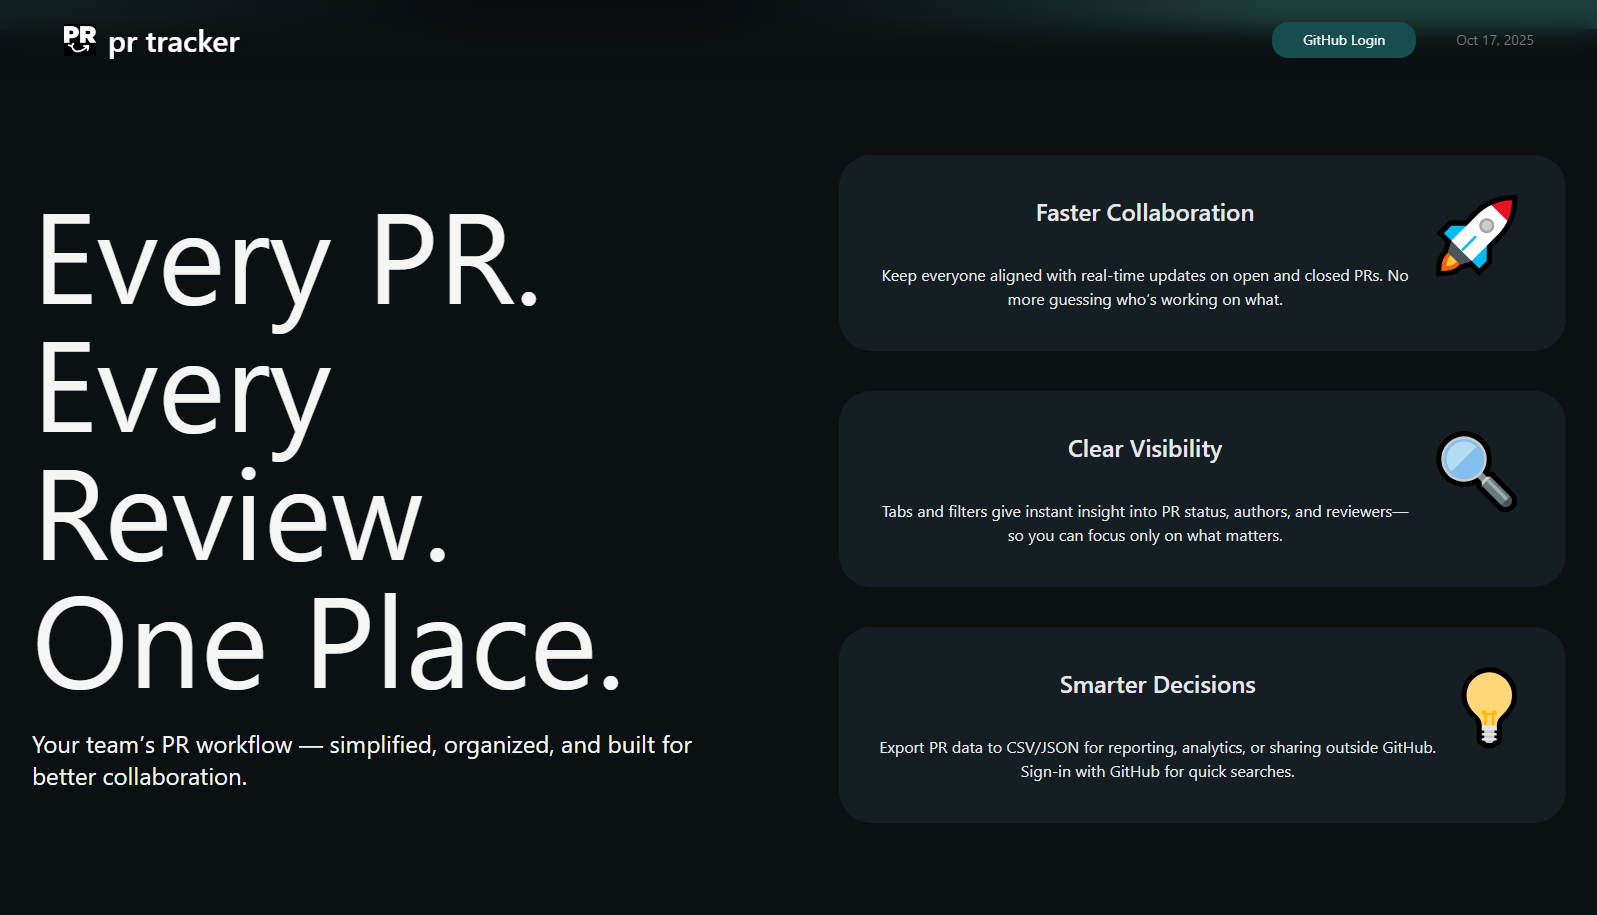 PR pr tracker
GitHub Login
Oct 17, 2025
Every PR.
Every
Review.
One Place.
Your team’s PR workflow — simplified, organized, and built for
better collaboration.
Faster Collaboration
Keep everyone aligned with real-time updates on open and closed PRs. No
more guessing who’s working on what.
Clear Visibility
Tabs and filters give instant insight into PR status, authors, and reviewers—
so you can focus only on what matters.
Smarter Decisions
Export PR data to CSV/JSON for reporting, analytics, or sharing outside GitHub.
Sign-in with GitHub for quick searches.